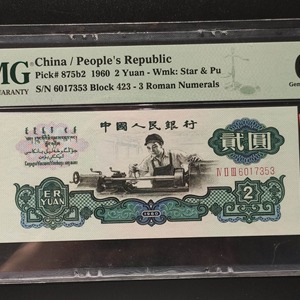 MG
WARRANTY
China / People's Republic
Pick# 875b2 1960 2 Yuan - Wmk: Star & Pu
S/N 6017353 Block 423 - 3 Roman Numerals
中國人民銀行
貳圓
IV II III 6017353
ER
YUAN
1960
2